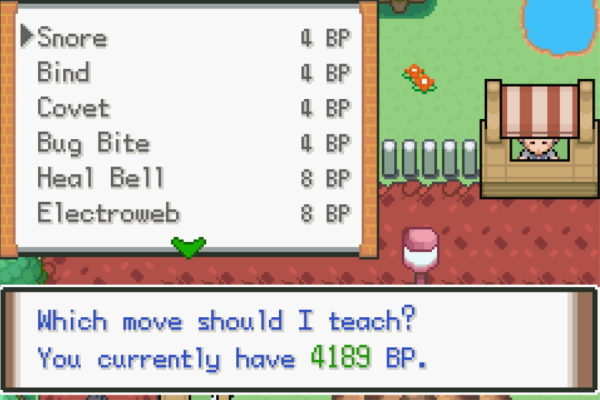 Snore 4 BP
Bind 4 BP
Covet 4 BP
Bug Bite 4 BP
Heal Bell 8 BP
Electroweb 8 BP
Which move should I teach?
You currently have 4189 BP.